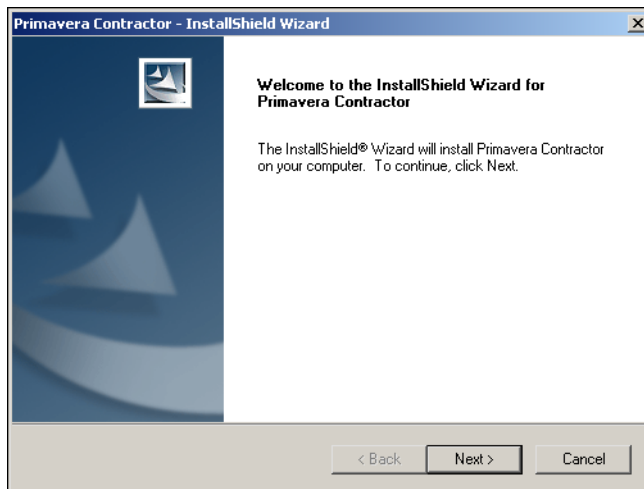 Primavera Contractor - InstallShield Wizard
Welcome to the InstallShield Wizard for
Primavera Contractor
The InstallShield® Wizard will install Primavera Contractor
on your computer. To continue, click Next.
< Back
Next >
Cancel